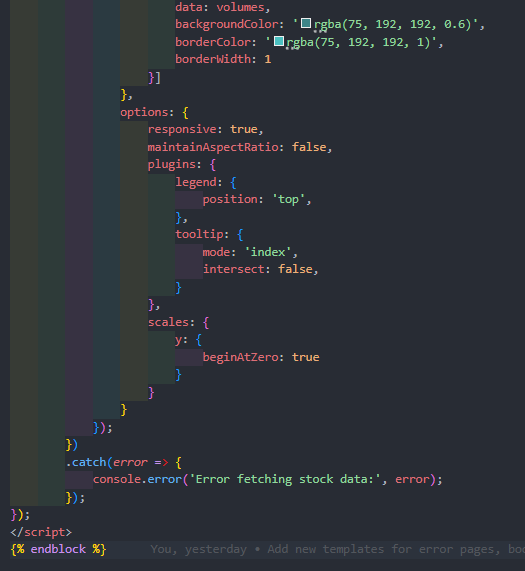 data: volumes,
backgroundColor: 'rgba(75, 192, 192, 0.6)',
borderColor: 'rgba(75, 192, 192, 1)',
borderWidth: 1
}]
},
options: {
responsive: true,
maintainAspectRatio: false,
plugins: {
legend: {
position: 'top',
},
tooltip: {
mode: 'index',
intersect: false,
}
},
scales: {
y: {
beginAtZero: true
}
}
}
});
})
.catch(error => {
console.error('Error fetching stock data:', error);
});
});
</script>
{% endblock %} You, yesterday • Add new templates for error pages,